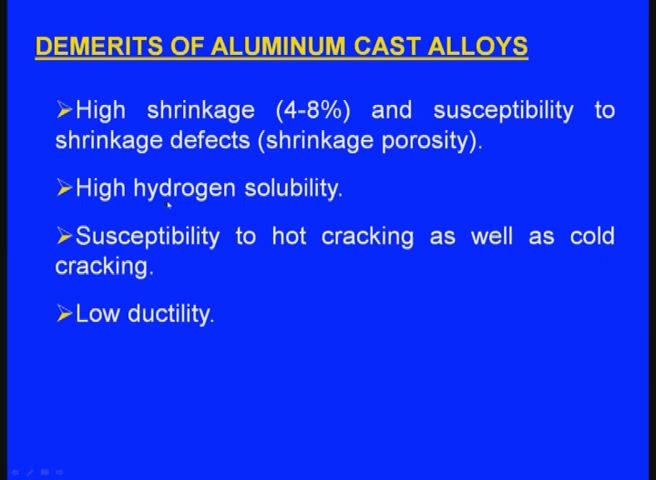 DEMERITS OF ALUMINUM CAST ALLOYS
➢High shrinkage (4-8%) and susceptibility to
shrinkage defects (shrinkage porosity).
➢High hydrogen solubility.
➢Susceptibility to hot cracking as well as cold
cracking.
➢Low ductility.